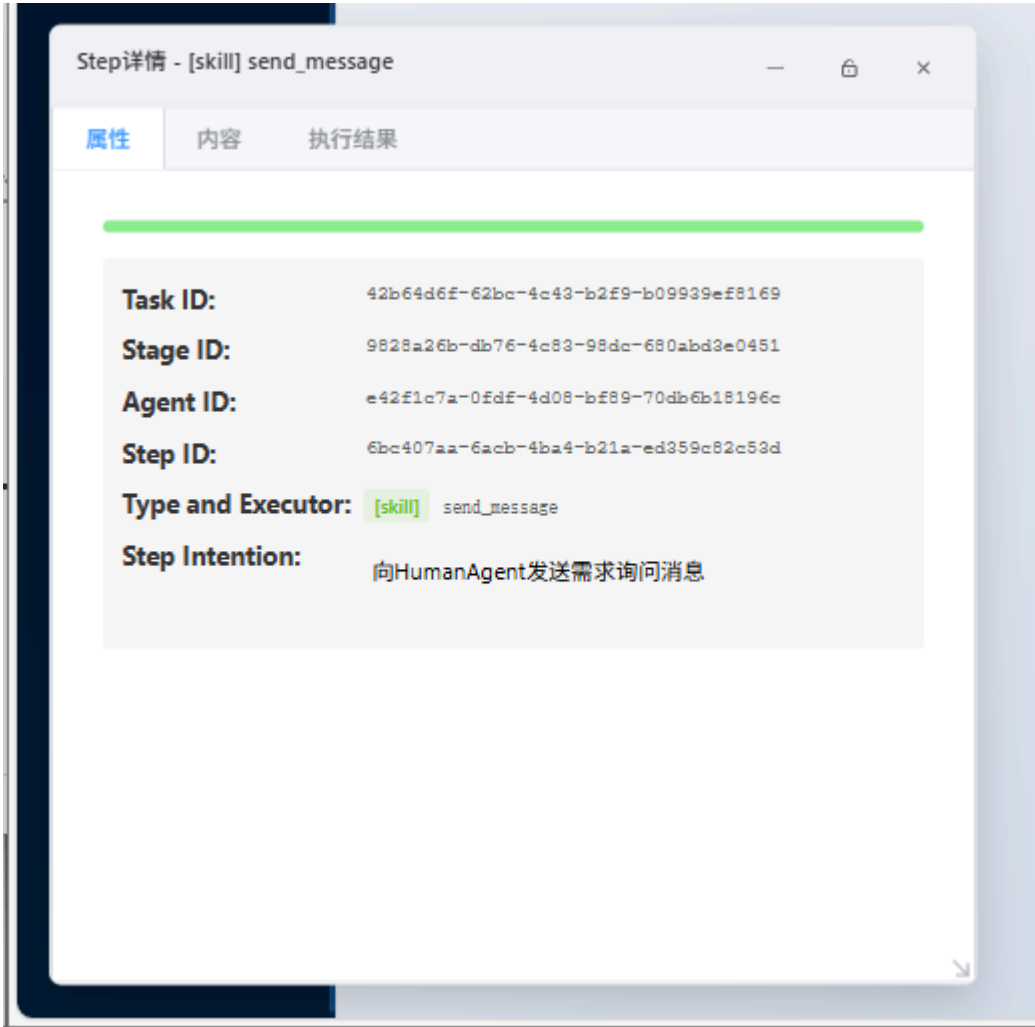 Step详情 - [skill] send_message
属性 内容 执行结果
Task ID: 42b64d6f-62bc-4c43-b2f9-b09939ef8169
Stage ID: 9828a26b-db76-4c83-98dc-680abd3e0451
Agent ID: e42f1c7a-0fdf-4d08-bf89-70db6b18196c
Step ID: 6bc407aa-6acb-4ba4-b21a-ed359c82c53d
Type and Executor: [skill] send_message
Step Intention: 向HumanAgent发送需求询问消息